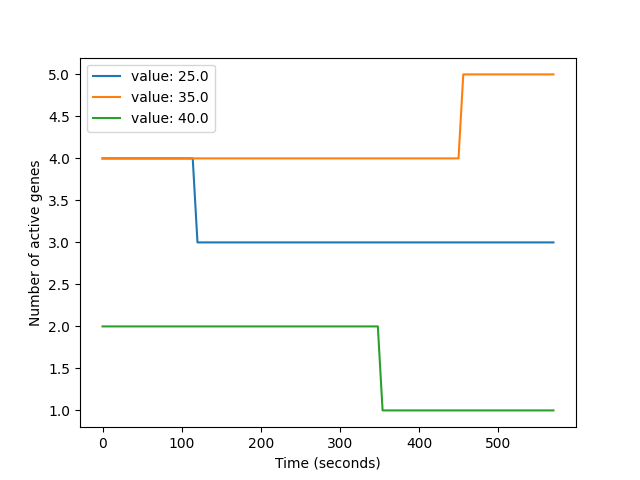 value: 25.0
value: 35.0
value: 40.0
Number of active genes
5.0
4.5
4.0
3.5
3.0
2.5
2.0
1.5
1.0
0 100 200 300 400 500
Time (seconds)